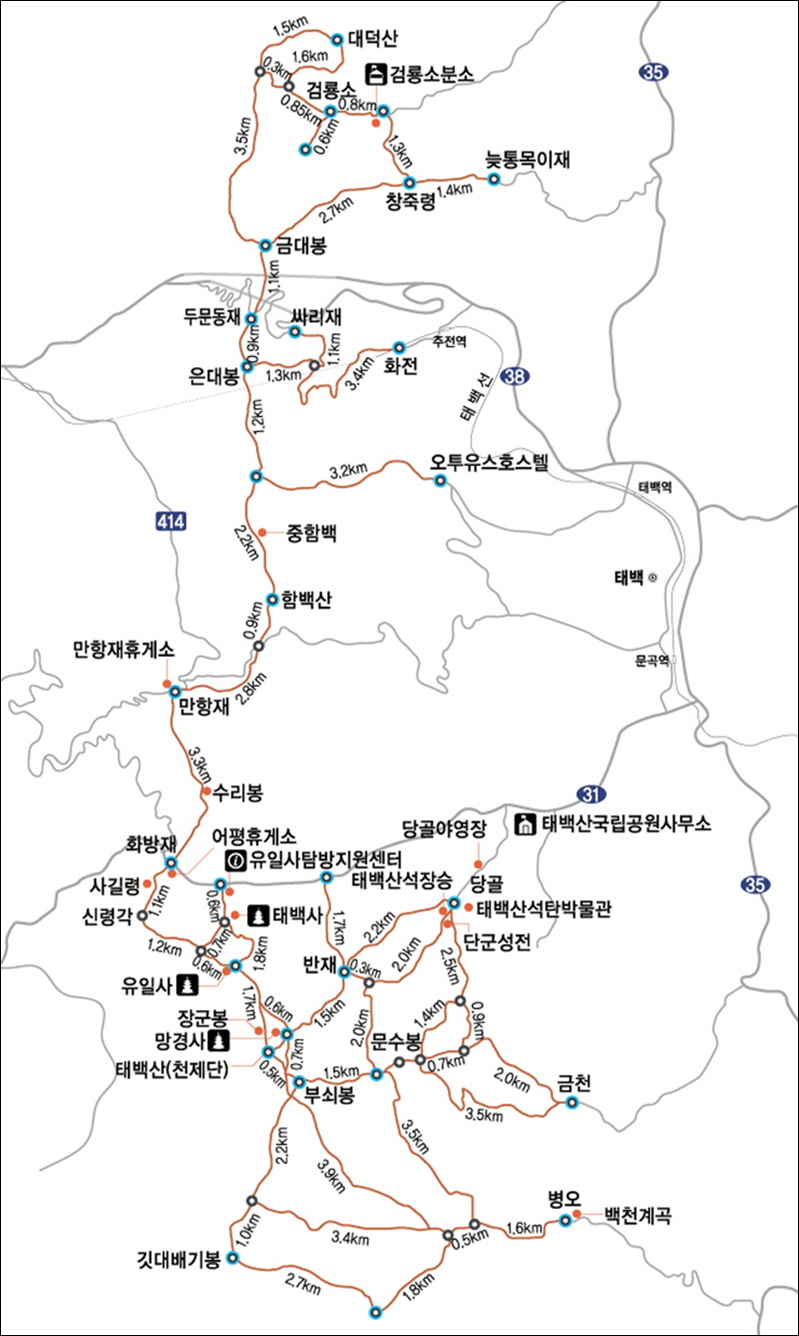 1.5km
대덕산
1.6km
0.3km
35
검룡소분소
검룡소
0.8km
0.85km
0.6km
3.5km
1.3km
늦통목이재
1.4km
창죽령
2.7km
금대봉
1.1km
두문동재
싸리재
0.9km
1.1km
추전역
은대봉
1.3km
3.4km
화전
38
태백선
1.2km
3.2km
오투유스호스텔
태백역
414
2.2km
중함백
태백
함백산
0.9km
만항재휴게소
문곡역
2.8km
만항재
3.3km
수리봉
31
태백산국립공원사무소
당골야영장
어평휴게소
화방재
유일사탐방지원센터
태백산석장승
당골
35
사길령
1.1km
0.6km
태백사
태백산석탄박물관
신령각
1.7km
2.2km
단군성전
0.7km
1.2km
1.8km
2.0km
0.6km
반재
0.3km
2.5km
유일사
1.7km
0.6km
1.5km
1.4km
0.9km
장군봉
2.0km
망경사
문수봉
0.7km
태백산(천제단)
0.7km
0.5km
1.5km
2.0km
금천
부쇠봉
3.5km
2.2km
3.5km
3.9km
병오
백천계곡
1.0km
3.4km
0.5km
1.6km
깃대배기봉
2.7km
1.8km